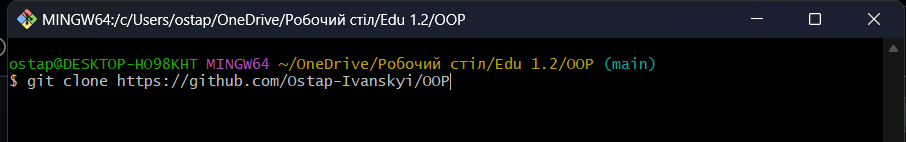 MINGW64:/c/Users/ostap/OneDrive/Робочий стіл/Edu 1.2/OOP
ostap@DESKTOP-HO98KHT MINGW64 ~/OneDrive/Робочий стіл/Edu 1.2/OOP (main)
$ git clone https://github.com/Ostap-Ivanskyi/OOP